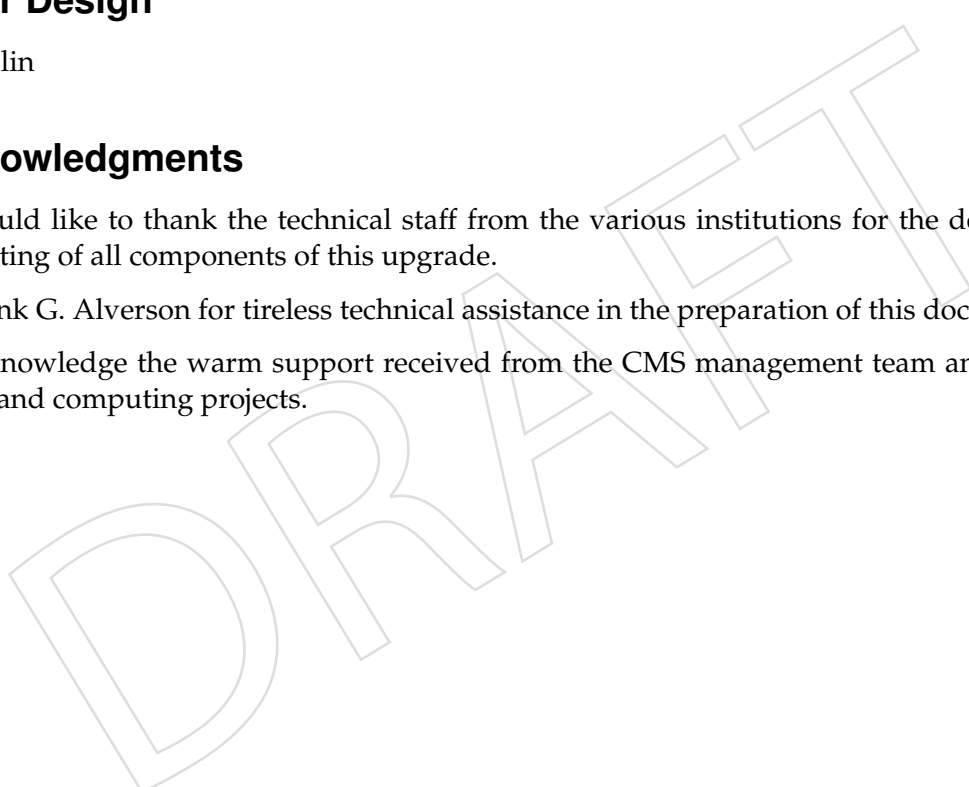 r Design
lin
owledgments
uld like to thank the technical staff from the various institutions for the d
ting of all components of this upgrade.
nk G. Alverson for tireless technical assistance in the preparation of this doc
nowledge the warm support received from the CMS management team a
and computing projects.
DRAFT